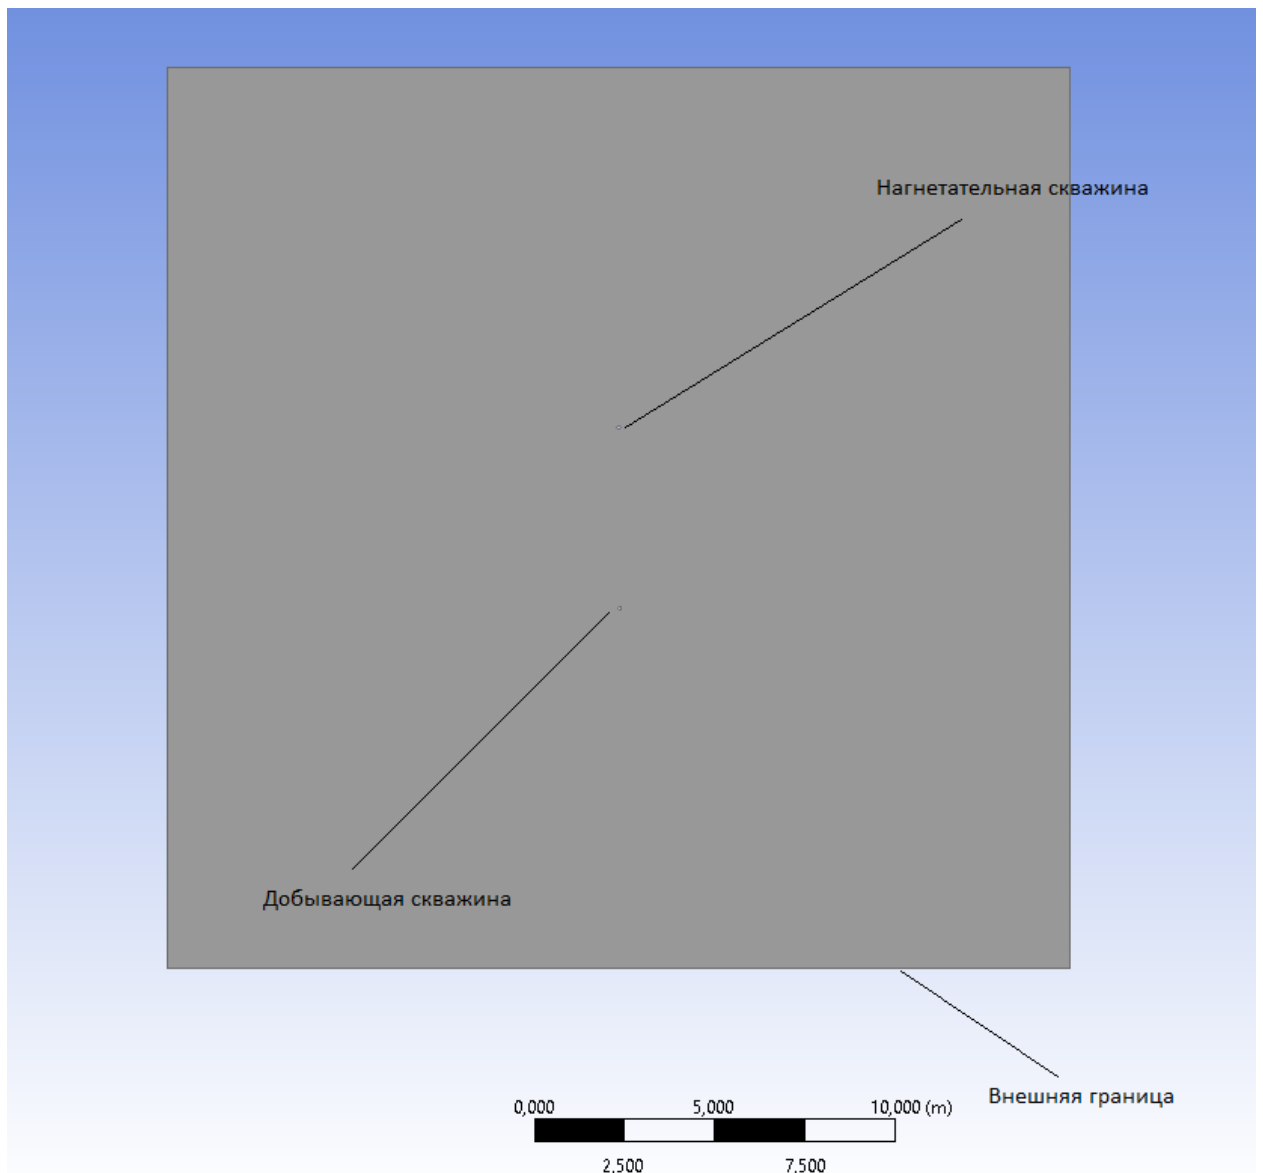 Нагнетательная скважина
Добывающая скважина
Внешняя граница
0,000 5,000 10,000 (m)
2,500 7,500